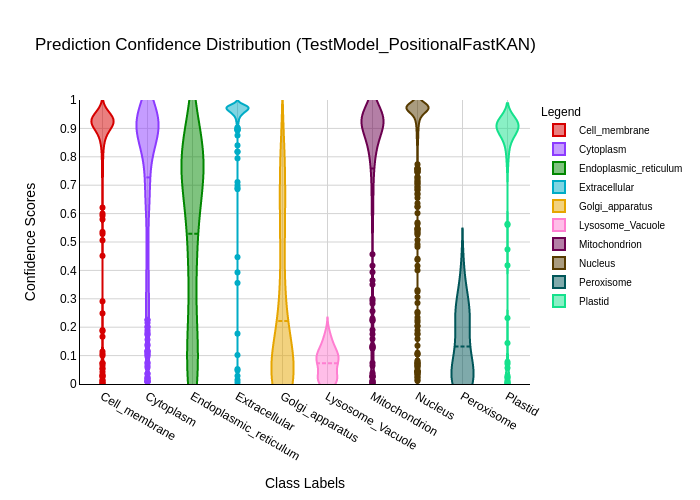 Prediction Confidence Distribution (TestModel_PositionalFastKAN)
Confidence Scores
1
0.9
0.8
0.7
0.6
0.5
0.4
0.3
0.2
0.1
0
Cell_membrane
Cytoplasm
Endoplasmic_reticulum
Extracellular
Golgi_apparatus
Lysosome_Vacuole
Mitochondrion
Nucleus
Peroxisome
Plastid
Class Labels
Legend
Cell_membrane
Cytoplasm
Endoplasmic_reticulum
Extracellular
Golgi_apparatus
Lysosome_Vacuole
Mitochondrion
Nucleus
Peroxisome
Plastid